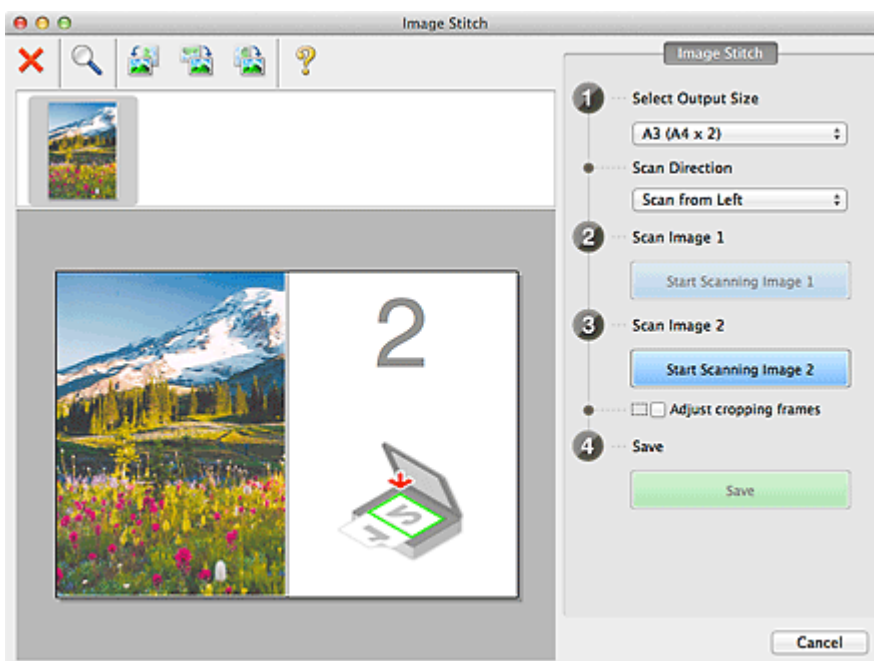 Image Stitch
Image Stitch
1 Select Output Size
A3 (A4 x 2)
Scan Direction
Scan from Left
2 Scan Image 1
Start Scanning Image 1
3 Scan Image 2
Start Scanning Image 2
Adjust cropping frames
4 Save
Save
2
1 2
Cancel